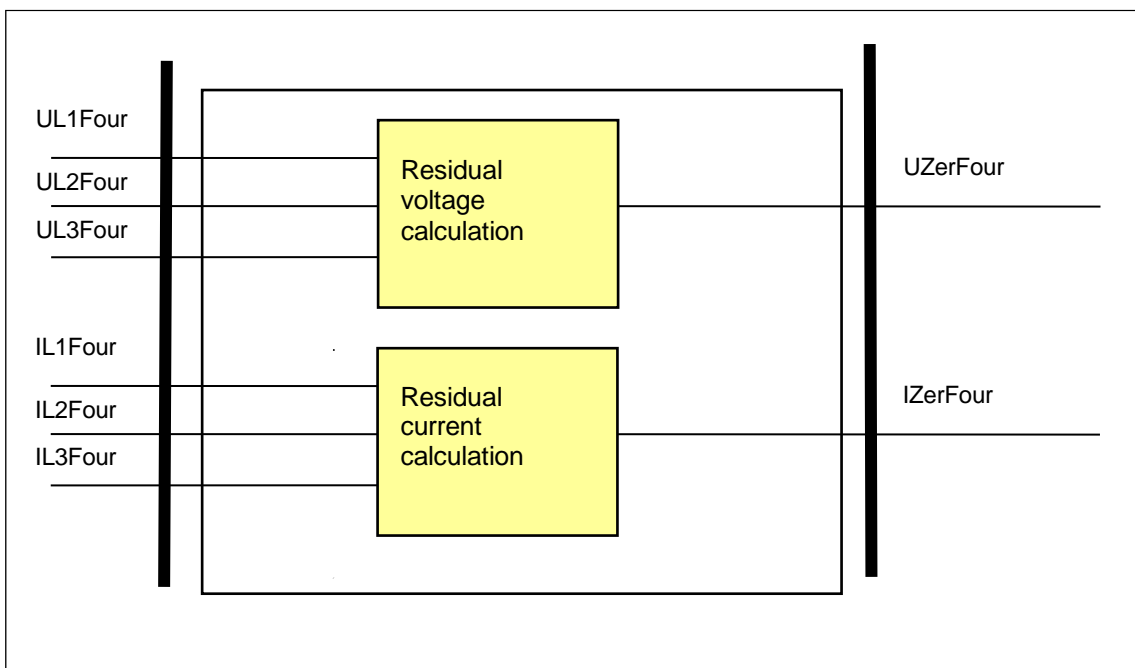 UL1Four
UL2Four
UL3Four
Residual
voltage
calculation
UZerFour
IL1Four
IL2Four
IL3Four
Residual
current
calculation
IZerFour